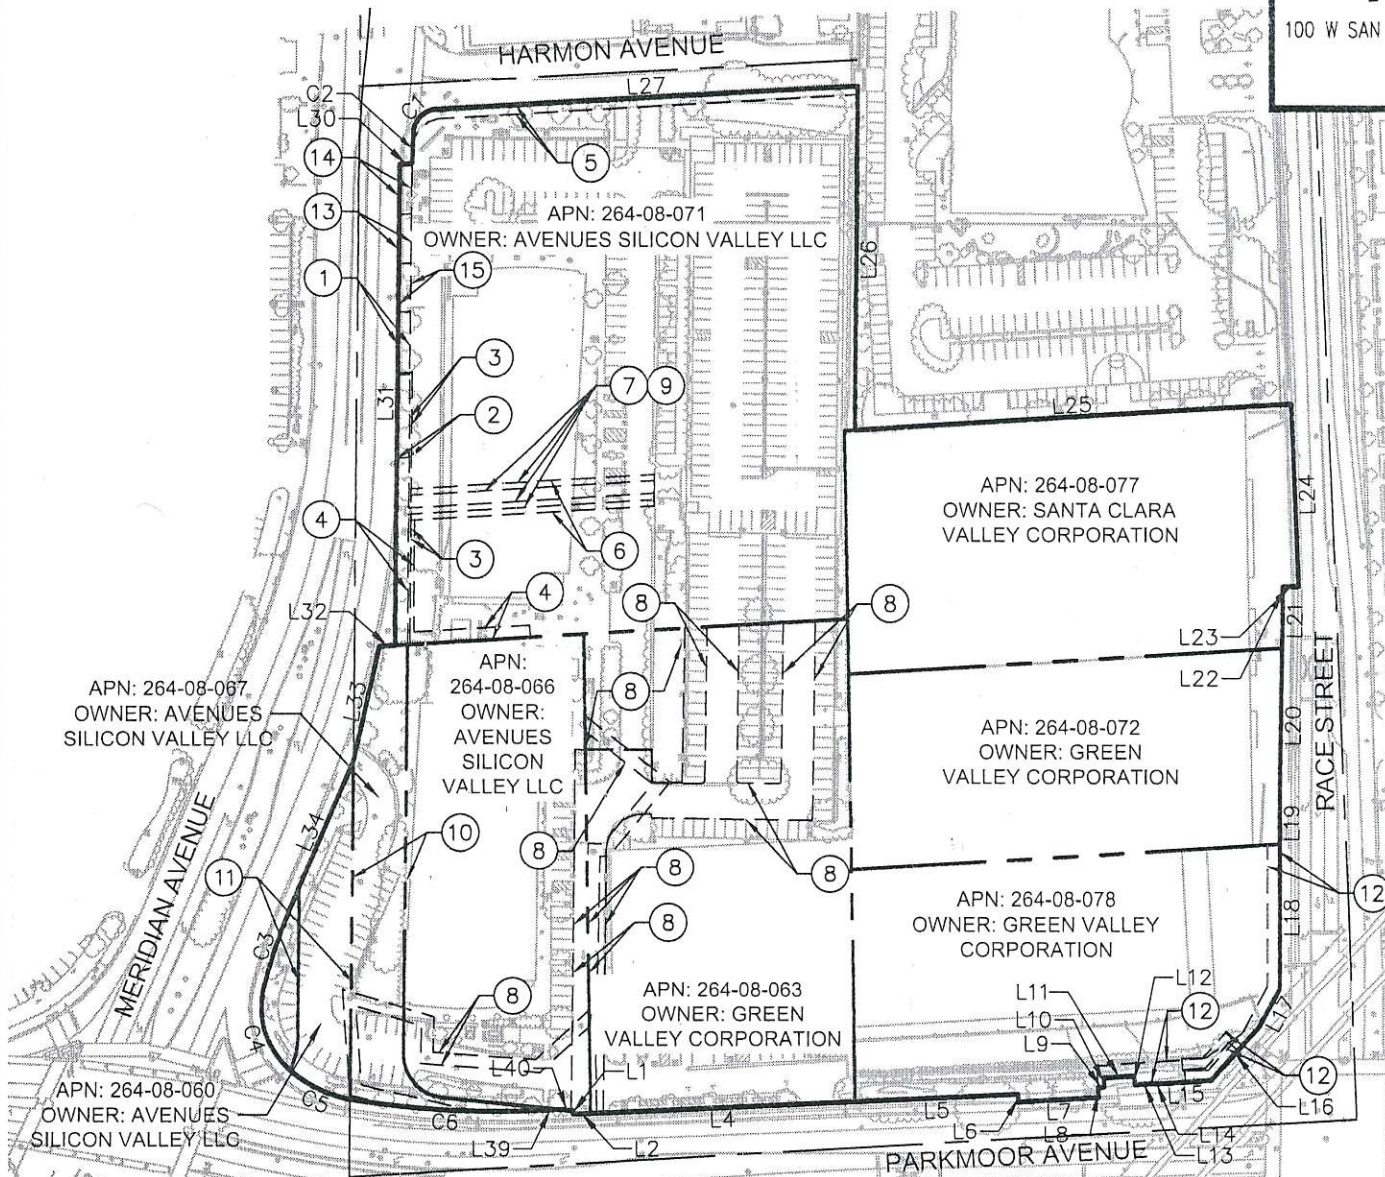 100 W SAN
HARMON AVENUE
L27
C2
C1
L30
14
5
13
APN: 264-08-071
OWNER: AVENUES SILICON VALLEY LLC
L26
1
15
3
7
9
L31
2
L25
APN: 264-08-077
OWNER: SANTA CLARA
VALLEY CORPORATION
L24
4
3
6
4
8
8
L32
L23
L21
L22
RACE STREET
APN: 264-08-067
OWNER: AVENUES
SILICON VALLEY LLC
L33
APN:
264-08-066
OWNER:
AVENUES
SILICON
VALLEY LLC
8
APN: 264-08-072
OWNER: GREEN
VALLEY CORPORATION
L20
L19
MERIDIAN AVENUE
L34
10
8
8
8
11
12
C3
8
APN: 264-08-078
OWNER: GREEN VALLEY
CORPORATION
L18
C4
8
APN: 264-08-063
OWNER: GREEN
VALLEY CORPORATION
L12
L11
12
L10
L9
L17
L40
L1
12
APN: 264-08-060
OWNER: AVENUES
SILICON VALLEY LLC
C5
C6
L4
L5
L7
L15
L16
L39
L2
L6
L8
L14
L13
PARKMOOR AVENUE